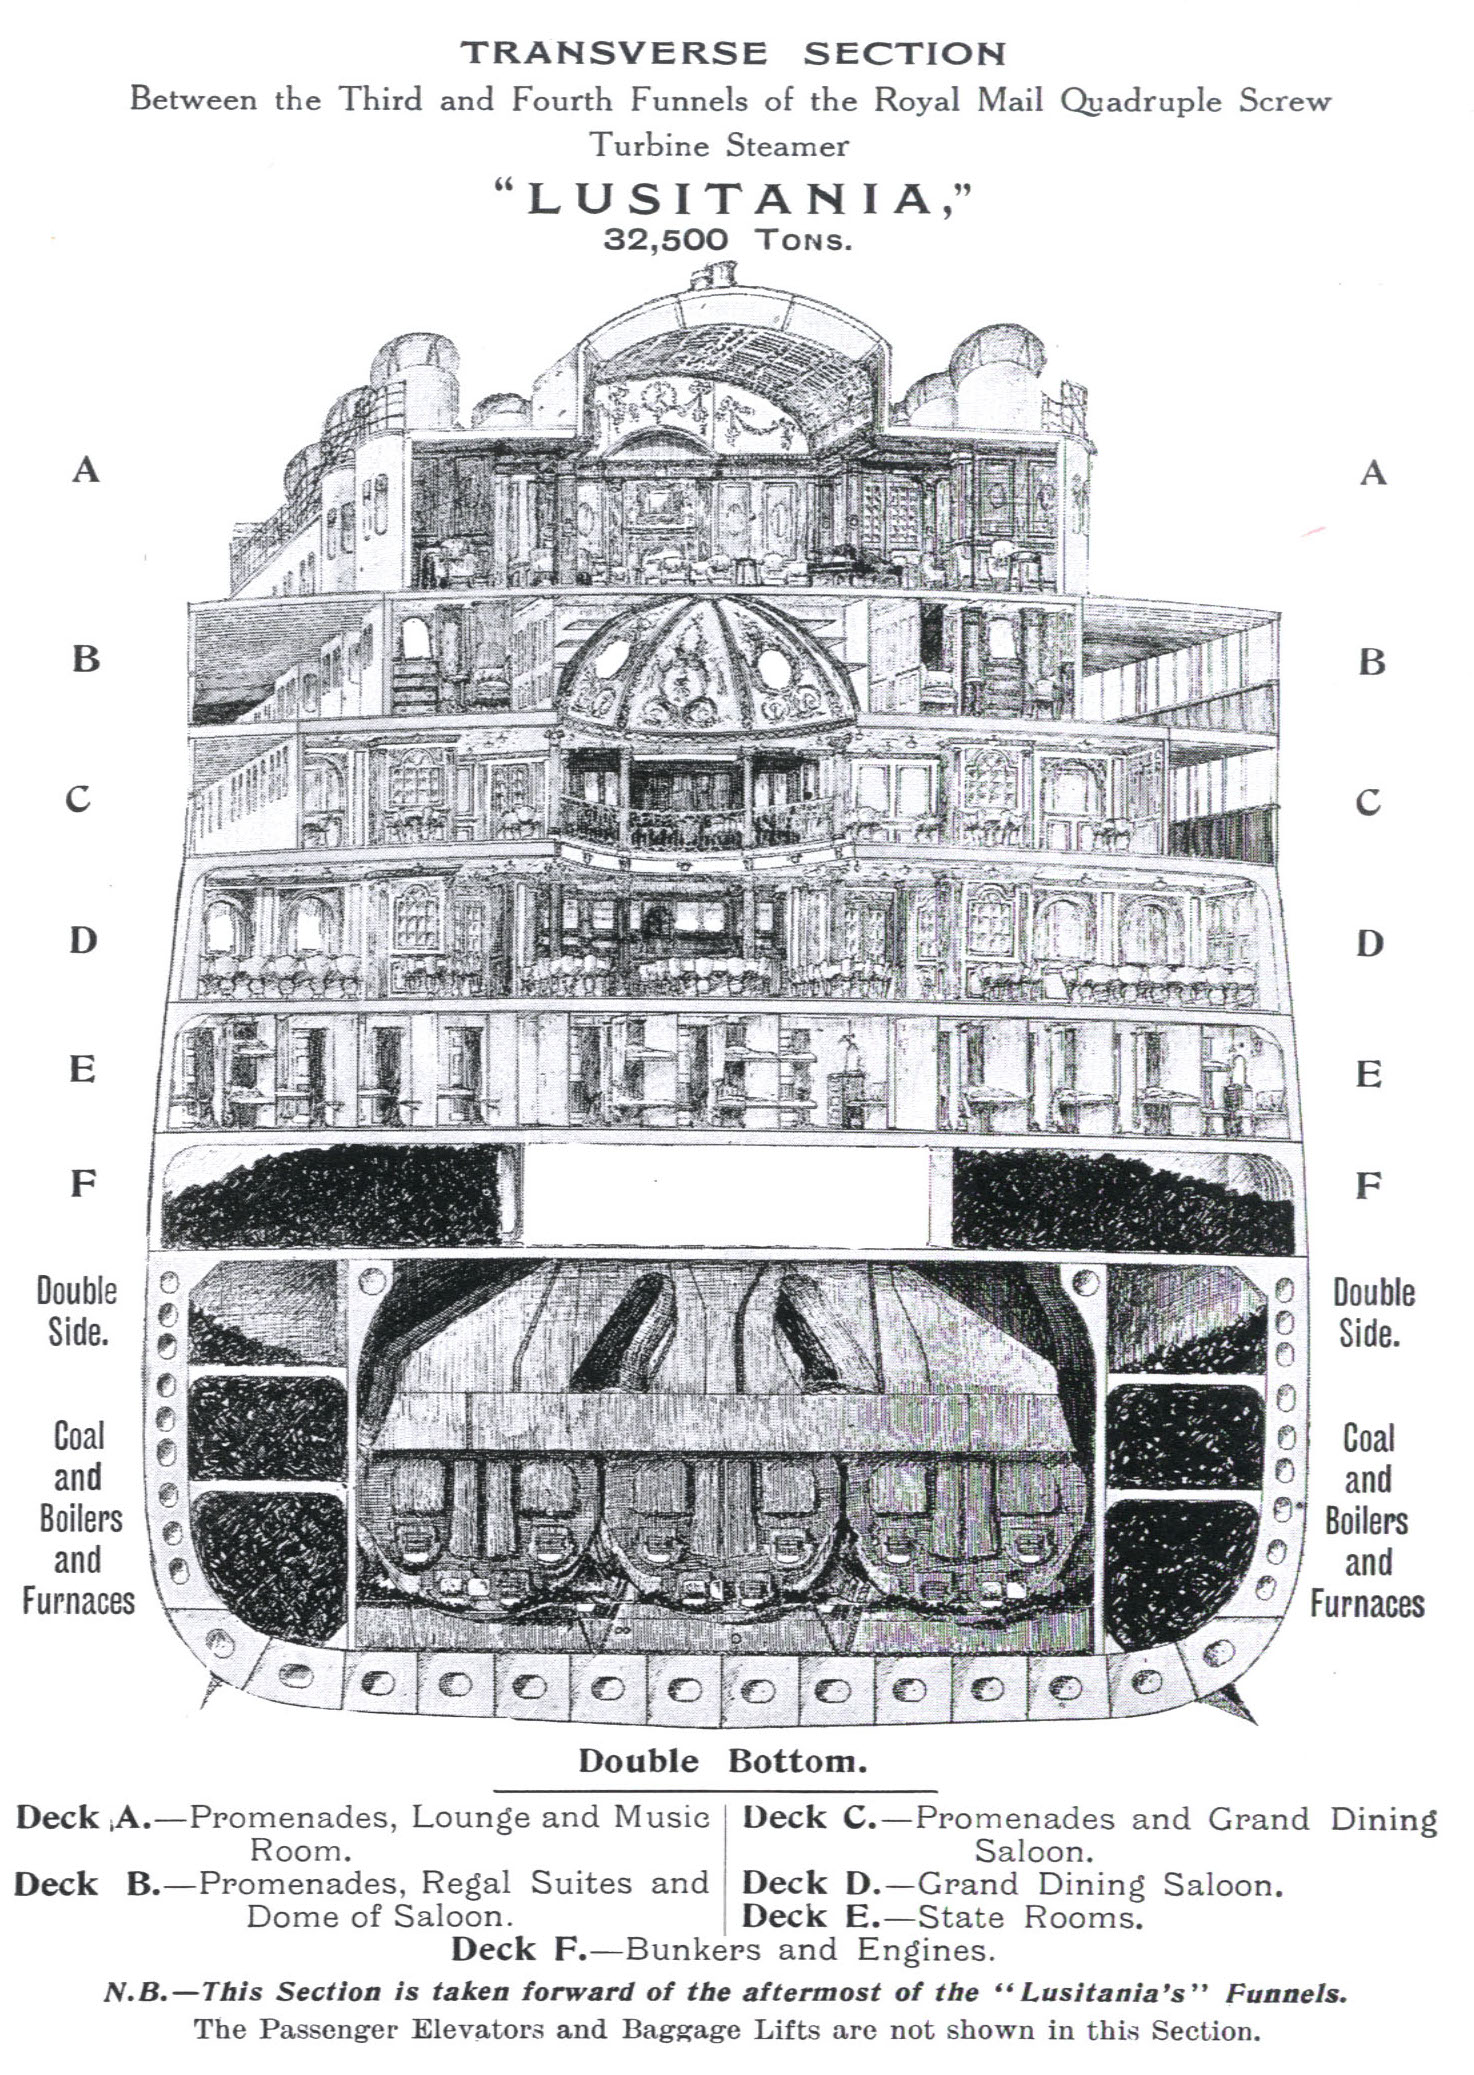 TRANSVERSE SECTION
Between the Third and Fourth Funnels of the Royal Mail Quadruple Screw
Turbine Steamer
"LUSITANIA,"
32,500 TONS.
A
A
B
B
C
C
D
D
E
E
F
F
Double
Side.
Double
Side.
Coal
and
Boilers
and
Furnaces
Coal
and
Boilers
and
Furnaces
Double Bottom.
Deck A.—Promenades, Lounge and Music
Room.
Deck B.—Promenades, Regal Suites and
Dome of Saloon.
Deck C.—Promenades and Grand Dining
Saloon.
Deck D.—Grand Dining Saloon.
Deck E.—State Rooms.
Deck F.—Bunkers and Engines.
N.B.—This Section is taken forward of the aftermost of the "Lusitania's" Funnels.
The Passenger Elevators and Baggage Lifts are not shown in this Section.